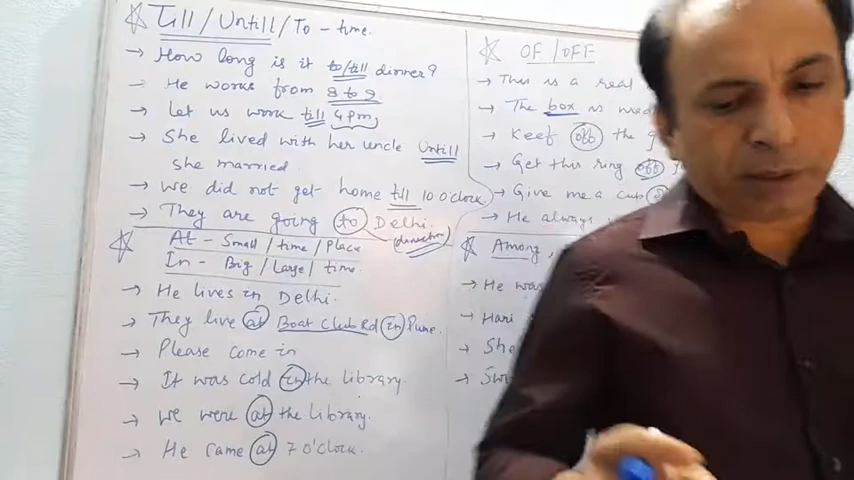 Till / Untill / To - time.
→ How long is it to/till dinner?
→ He works from 8 to 9
→ Let us work till 4pm
→ She lived with her uncle Untill
she married.
→ We did not get home till 10 o'clock.
→ They are going to Delhi.
(direction)
At - Small / time / Place
In - Big / Large / time
→ He lives in Delhi.
→ They live at Boat Club Rd in Pune.
→ Please come in
→ It was cold in the library.
→ We were at the library.
→ He came at 7 o'clock.
OF / OFF
→ This is a real
→ The box is
→ Keep off the
→ Get this ring off
→ Give me a cup of
→ He always
Among,
→ He was
→ Hari